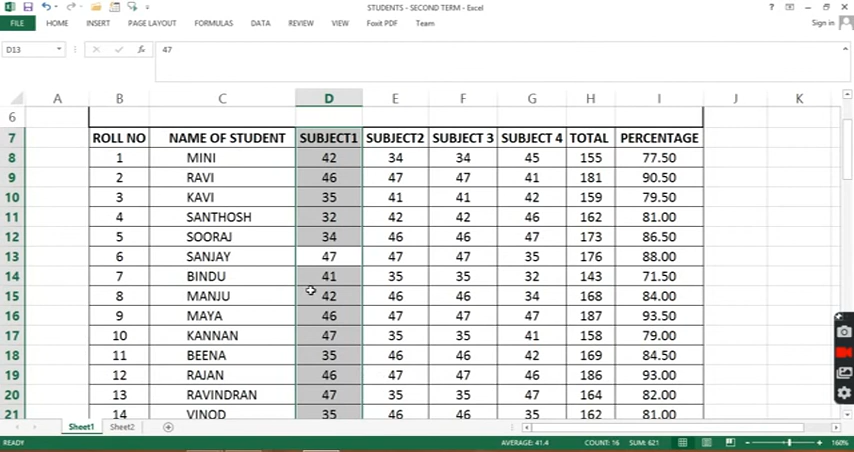 STUDENTS - SECOND TERM - Excel
Sign in
FILE HOME INSERT PAGE LAYOUT FORMULAS DATA REVIEW VIEW Foxit PDF Team
D13 fx 47
A B C D E F G H I J K
6
7 ROLL NO NAME OF STUDENT SUBJECT1 SUBJECT2 SUBJECT 3 SUBJECT 4 TOTAL PERCENTAGE
8 1 MINI 42 34 34 45 155 77.50
9 2 RAVI 46 47 47 41 181 90.50
10 3 KAVI 35 41 41 42 159 79.50
11 4 SANTHOSH 32 42 42 46 162 81.00
12 5 SOORAJ 34 46 46 47 173 86.50
13 6 SANJAY 47 47 47 35 176 88.00
14 7 BINDU 41 35 35 32 143 71.50
15 8 MANJU 42 46 46 34 168 84.00
16 9 MAYA 46 47 47 47 187 93.50
17 10 KANNAN 47 35 35 41 158 79.00
18 11 BEENA 35 46 46 42 169 84.50
19 12 RAJAN 46 47 47 46 186 93.00
20 13 RAVINDRAN 47 35 35 47 164 82.00
21 14 VINOD 35 46 46 35 162 81.00
Sheet1 Sheet2
READY AVERAGE: 41.4 COUNT: 16 SUM: 621 160%